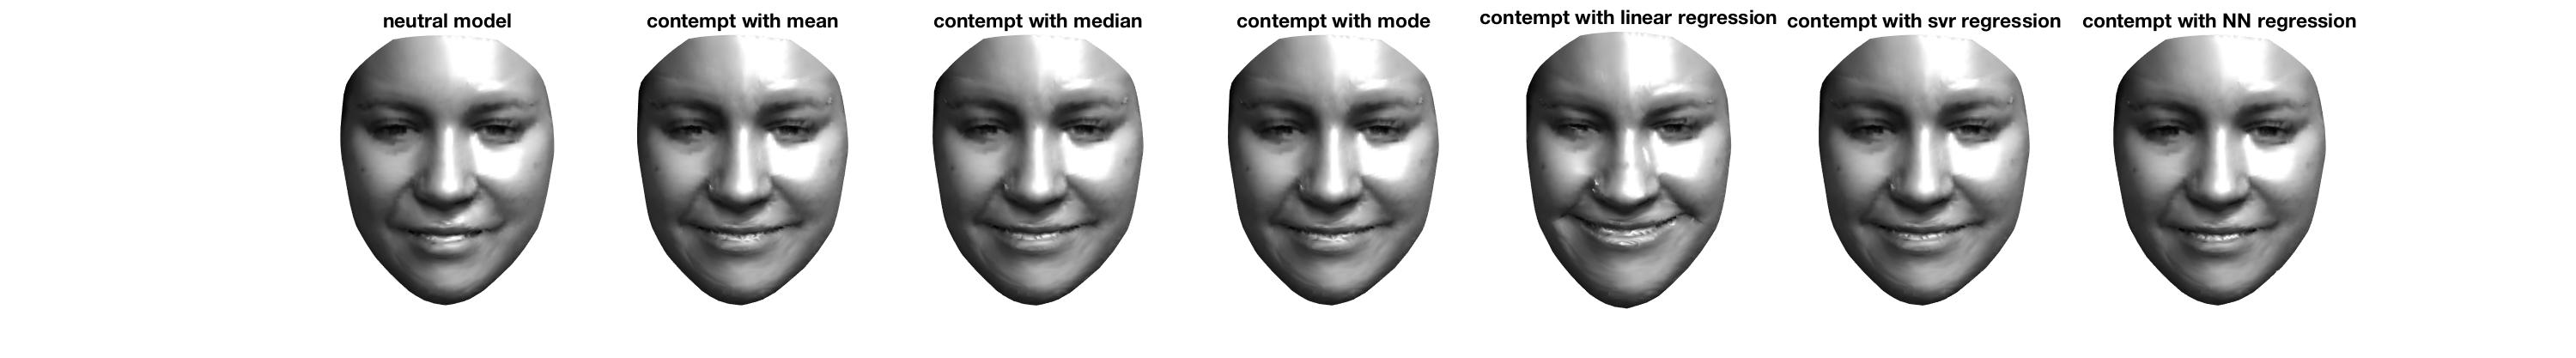 neutral model
contempt with mean
contempt with median
contempt with mode
contempt with linear regression
contempt with svr regression
contempt with NN regression